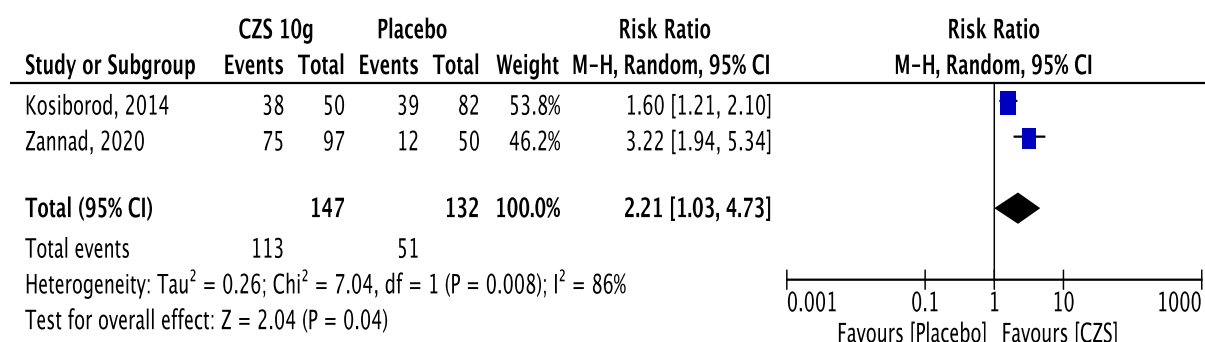 CZS 10g Placebo Risk Ratio Risk Ratio
Study or Subgroup Events Total Events Total Weight M-H, Random, 95% CI M-H, Random, 95% CI
Kosiborod, 2014 38 50 39 82 53.8% 1.60 [1.21, 2.10]
Zannad, 2020 75 97 12 50 46.2% 3.22 [1.94, 5.34]
Total (95% CI) 147 132 100.0% 2.21 [1.03, 4.73]
Total events 113 51
Heterogeneity: Tau² = 0.26; Chi² = 7.04, df = 1 (P = 0.008); I² = 86%
Test for overall effect: Z = 2.04 (P = 0.04)
0.001 0.1 1 10 1000
Favours [Placebo] Favours [CZS]